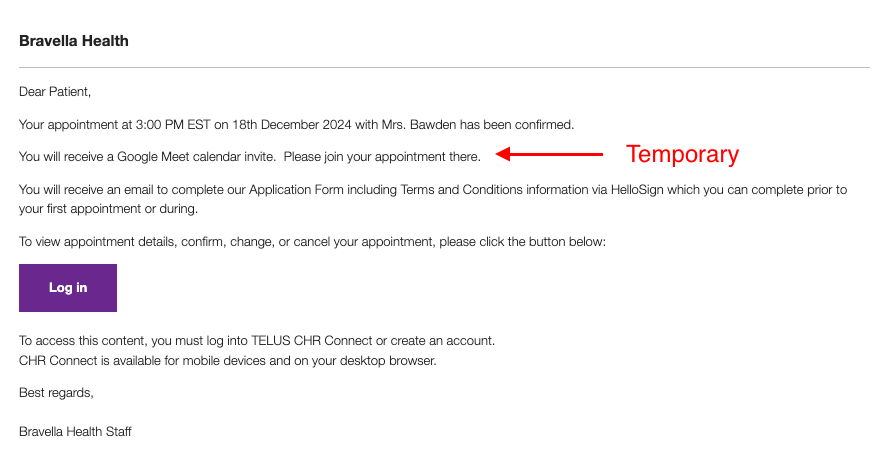 Bravella Health
Dear Patient,
Your appointment at 3:00 PM EST on 18th December 2024 with Mrs. Bawden has been confirmed.
You will receive a Google Meet calendar invite.  Please join your appointment there.
Temporary
You will receive an email to complete our Application Form including Terms and Conditions information via HelloSign which you can complete prior to
your first appointment or during.
To view appointment details, confirm, change, or cancel your appointment, please click the button below:
Log in
To access this content, you must log into TELUS CHR Connect or create an account.
CHR Connect is available for mobile devices and on your desktop browser.
Best regards,
Bravella Health Staff